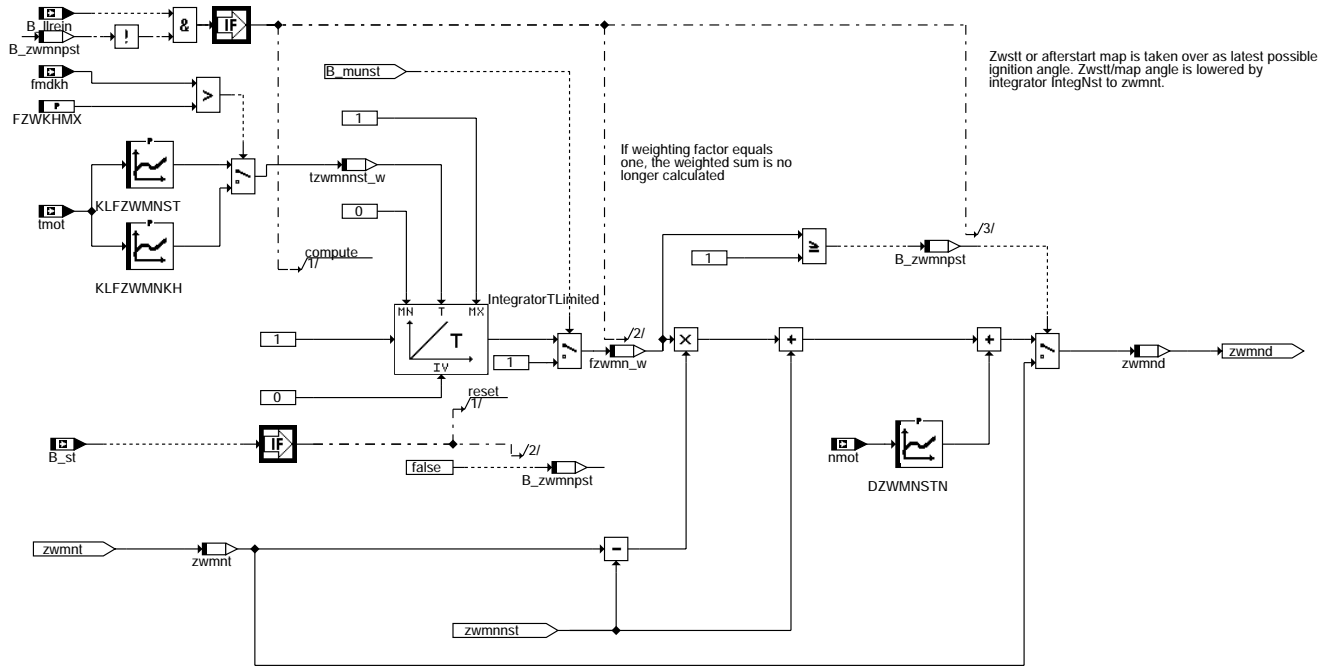 B_llrein
&
IF
B_zwmnpst
!
Zwstt or afterstart map is taken over as latest possible
ignition angle. Zwstt/map angle is lowered by
integrator IntegNst to zwmnt.
fmdkh
B_munst
>
P
FZWKHMX
1
If weighting factor equals
one, the weighted sum is no
longer calculated
P
tzwmnnst_w
KLFZWMNST
tmot
0
P
/3/
compute
1/
1
≥
B_zwmnpst
KLFZWMNKH
IntegratorTLimited
MN
T
MX
/2/
1
T
x
+
+
1
fzwmn_w
zwmnd
zwmnd
IV
reset
1/
0
P
B_st
IF
/2/
nmot
false
B_zwmnpst
DZWMNSTN
zwmnt
zwmnt
-
zwmnnst